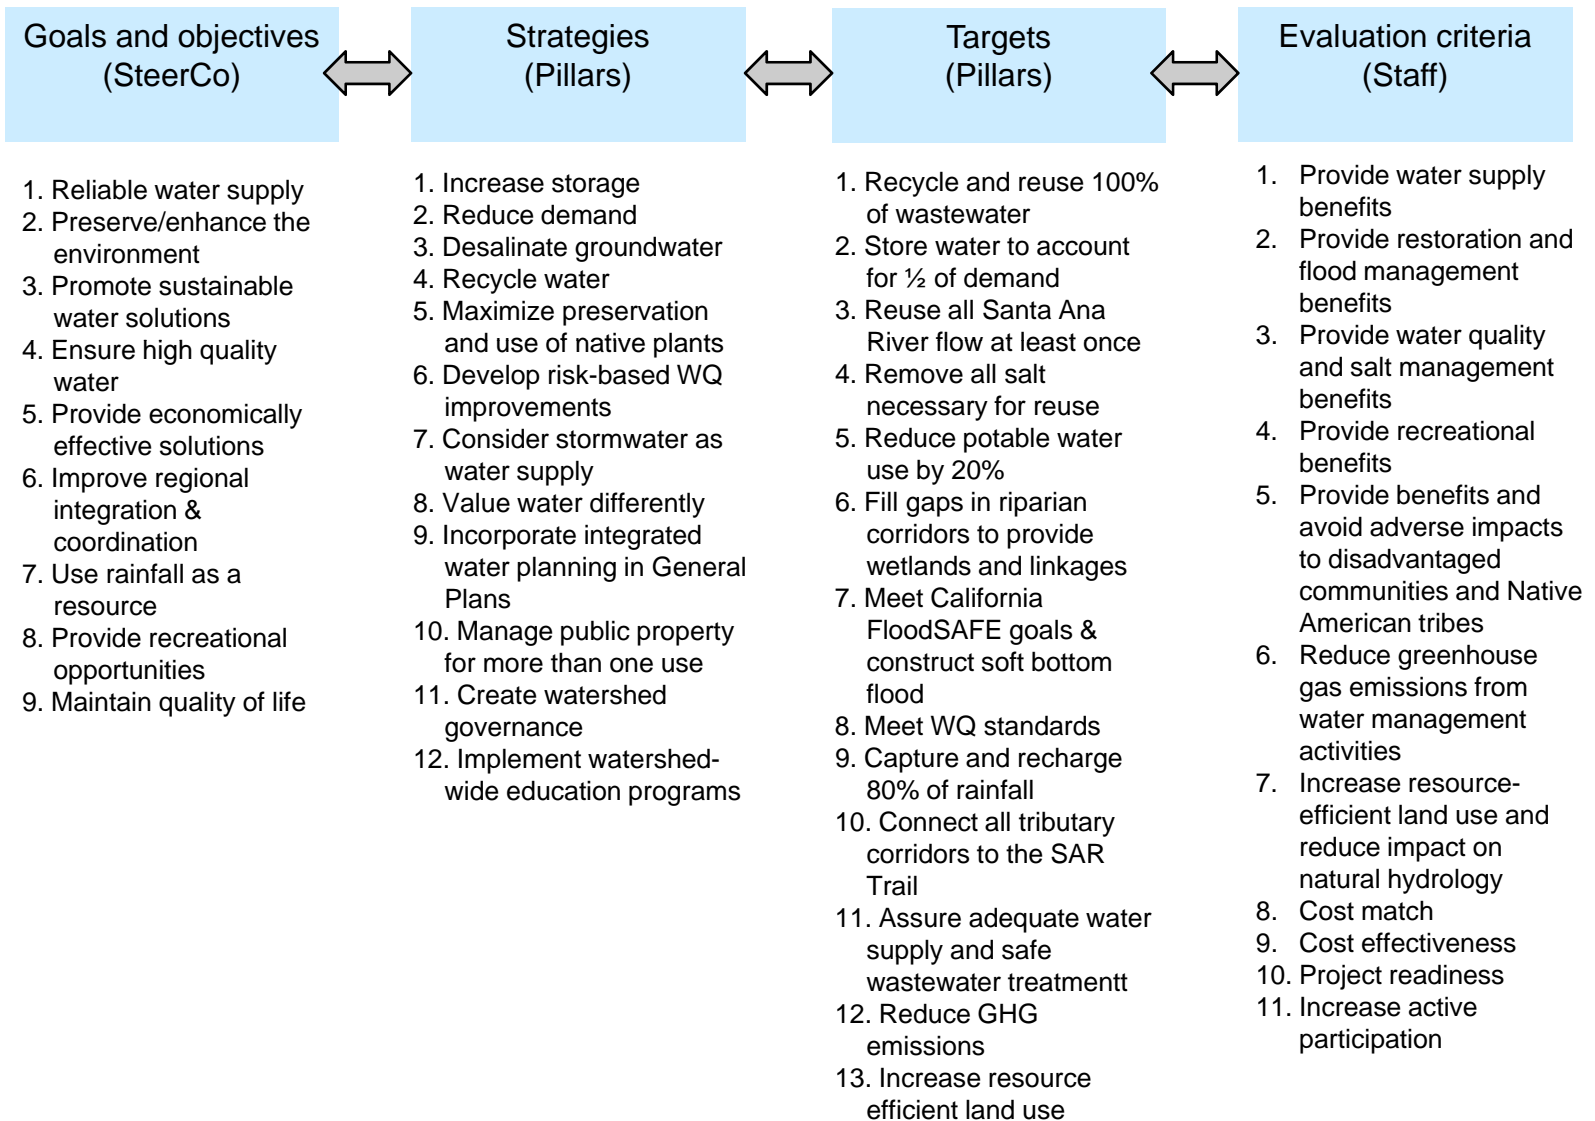 Goals and objectives
(SteerCo)
Strategies
(Pillars)
Targets
(Pillars)
Evaluation criteria
(Staff)
1. Reliable water supply
2. Preserve/enhance the
environment
3. Promote sustainable
water solutions
4. Ensure high quality
water
5. Provide economically
effective solutions
6. Improve regional
integration &
coordination
7. Use rainfall as a
resource
8. Provide recreational
opportunities
9. Maintain quality of life
1. Increase storage
2. Reduce demand
3. Desalinate groundwater
4. Recycle water
5. Maximize preservation
and use of native plants
6. Develop risk-based WQ
improvements
7. Consider stormwater as
water supply
8. Value water differently
9. Incorporate integrated
water planning in General
Plans
10. Manage public property
for more than one use
11. Create watershed
governance
12. Implement watershed-
wide education programs
1. Recycle and reuse 100%
of wastewater
2. Store water to account
for ½ of demand
3. Reuse all Santa Ana
River flow at least once
4. Remove all salt
necessary for reuse
5. Reduce potable water
use by 20%
6. Fill gaps in riparian
corridors to provide
wetlands and linkages
7. Meet California
FloodSAFE goals &
construct soft bottom
flood
8. Meet WQ standards
9. Capture and recharge
80% of rainfall
10. Connect all tributary
corridors to the SAR
Trail
11. Assure adequate water
supply and safe
wastewater treatmentt
12. Reduce GHG
emissions
13. Increase resource
efficient land use
1. Provide water supply
benefits
2. Provide restoration and
flood management
benefits
3. Provide water quality
and salt management
benefits
4. Provide recreational
benefits
5. Provide benefits and
avoid adverse impacts
to disadvantaged
communities and Native
American tribes
6. Reduce greenhouse
gas emissions from
water management
activities
7. Increase resource-
efficient land use and
reduce impact on
natural hydrology
8. Cost match
9. Cost effectiveness
10. Project readiness
11. Increase active
participation